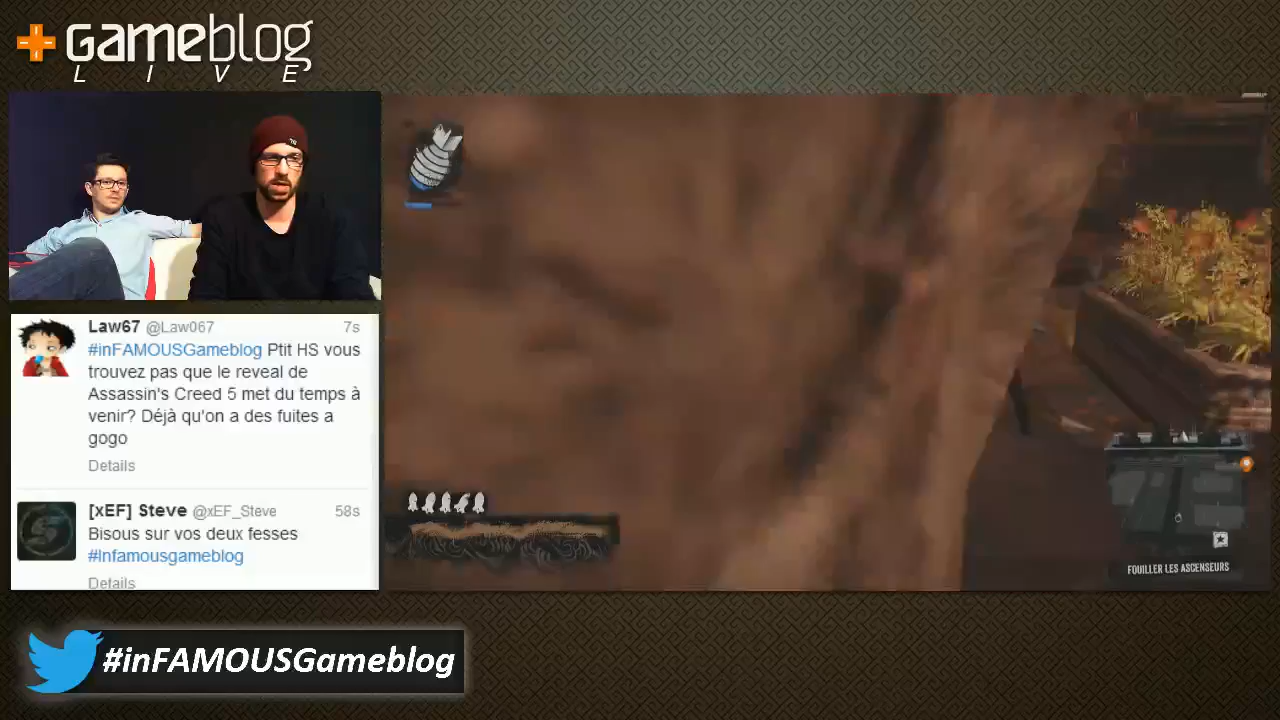 Gameblog
LIVE
Law67 @Law067 7s
#inFAMOUSGameblog Ptit HS vous
trouvez pas que le reveal de
Assassin's Creed 5 met du temps à
venir? Déjà qu'on a des fuites a
gogo
Details
[xEF] Steve @xEF_Steve 58s
Bisous sur vos deux fesses
#Infamousgameblog
Details
FOUILLER LES ASCENSEURS
#inFAMOUSGameblog